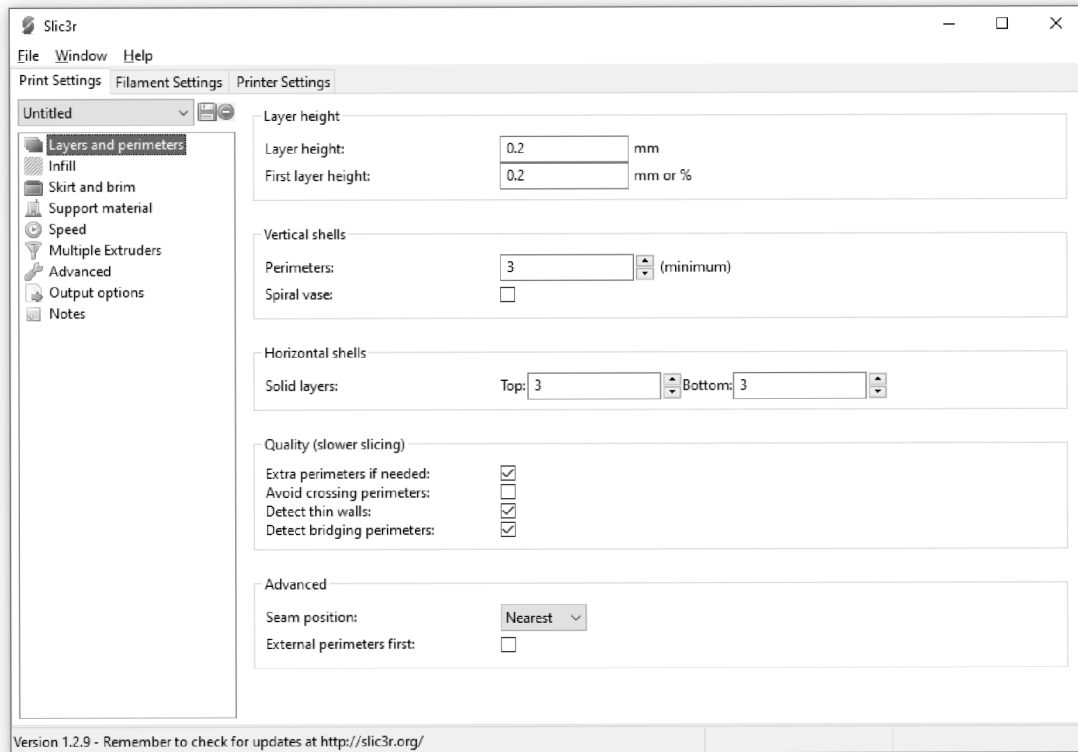 Slic3r
File Window Help
Print Settings Filament Settings Printer Settings
Untitled
Layers and perimeters
Infill
Skirt and brim
Support material
Speed
Multiple Extruders
Advanced
Output options
Notes
Layer height
Layer height: 0.2 mm
First layer height: 0.2 mm or %
Vertical shells
Perimeters: 3 (minimum)
Spiral vase:
Horizontal shells
Solid layers: Top: 3 Bottom: 3
Quality (slower slicing)
Extra perimeters if needed:
Avoid crossing perimeters:
Detect thin walls:
Detect bridging perimeters:
Advanced
Seam position: Nearest
External perimeters first:
Version 1.2.9 - Remember to check for updates at http://slic3r.org/